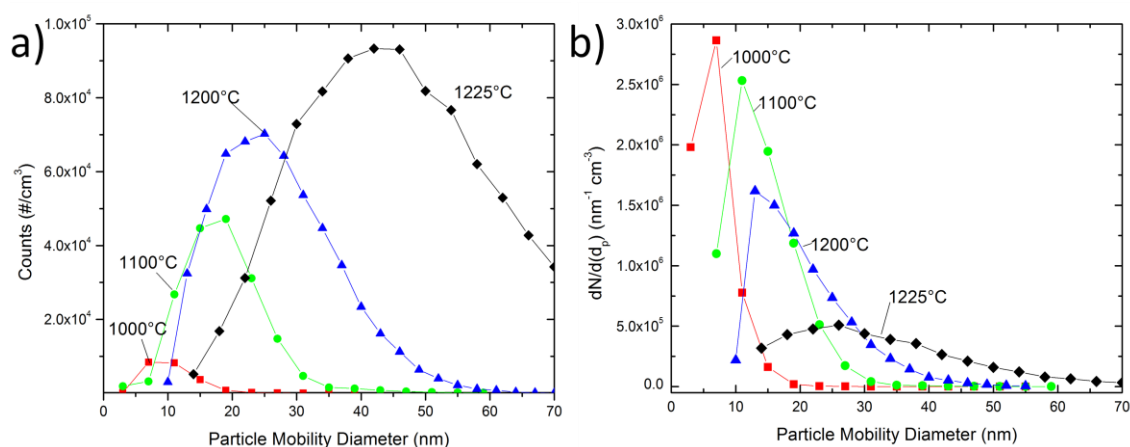 a)
1.0x10⁵
8.0x10⁴
6.0x10⁴
4.0x10⁴
2.0x10⁴
Counts (#/cm³)
1225°C
1200°C
1100°C
1000°C
0 10 20 30 40 50 60 70
Particle Mobility Diameter (nm)
b)
3.0x10⁶
2.5x10⁶
2.0x10⁶
1.5x10⁶
1.0x10⁶
5.0x10⁵
0.0
dN/d(dₚ) (nm⁻¹ cm⁻³)
1000°C
1100°C
1200°C
1225°C
0 10 20 30 40 50 60 70
Particle Mobility Diameter (nm)